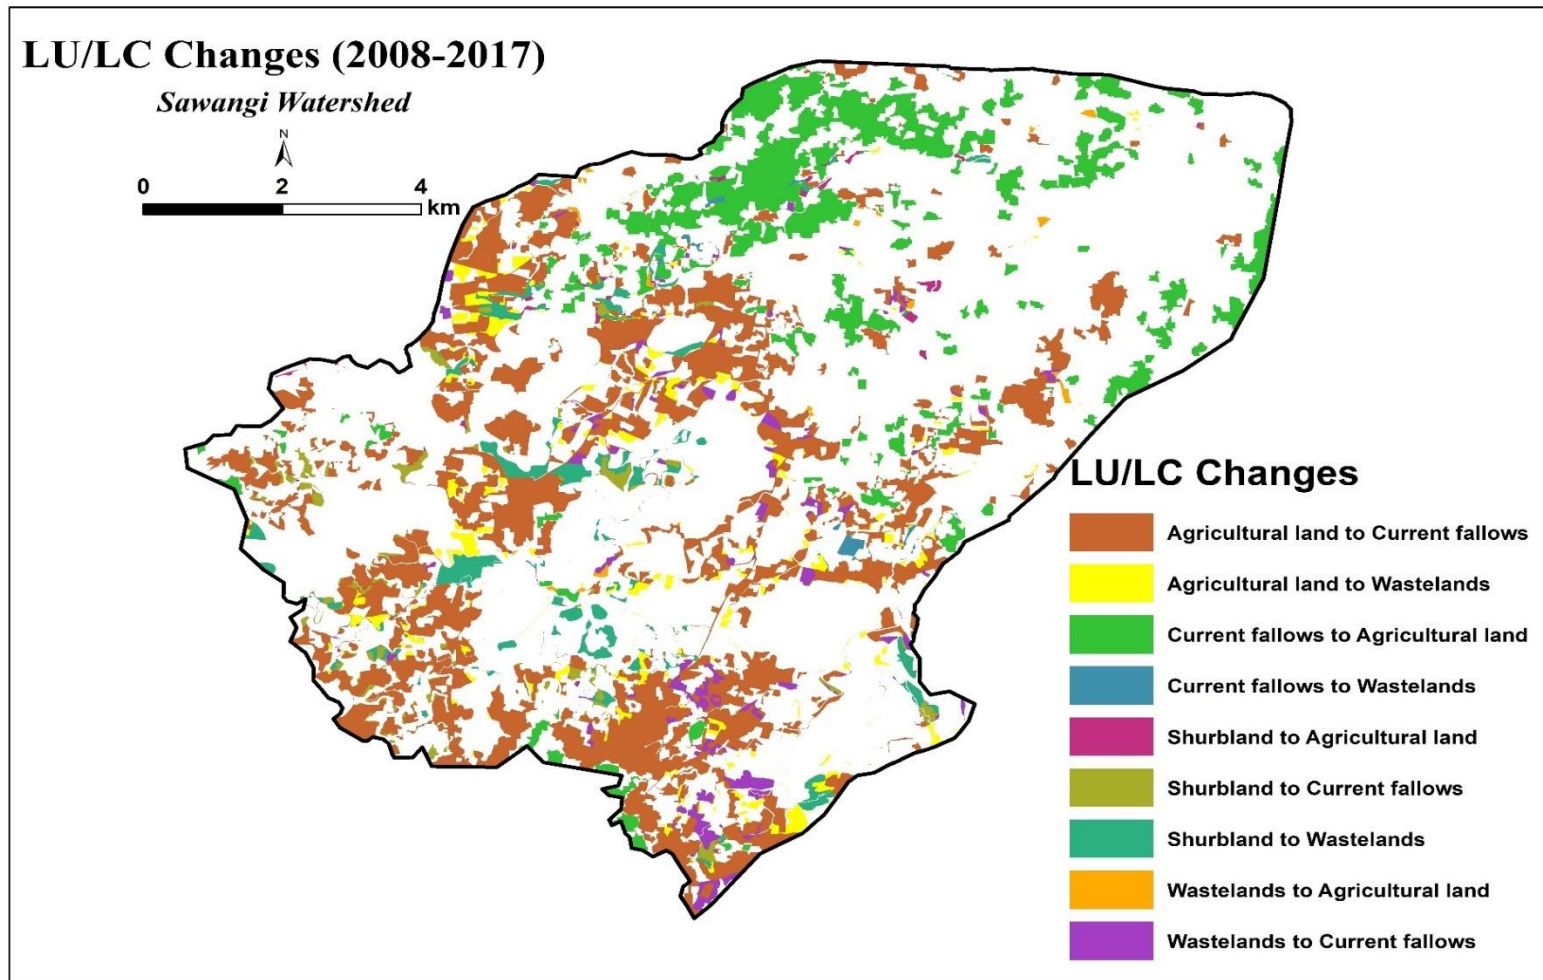 LU/LC Changes (2008-2017)
Sawangi Watershed
N
0 2 4
km
LU/LC Changes
Agricultural land to Current fallows
Agricultural land to Wastelands
Current fallows to Agricultural land
Current fallows to Wastelands
Shurbland to Agricultural land
Shurbland to Current fallows
Shurbland to Wastelands
Wastelands to Agricultural land
Wastelands to Current fallows